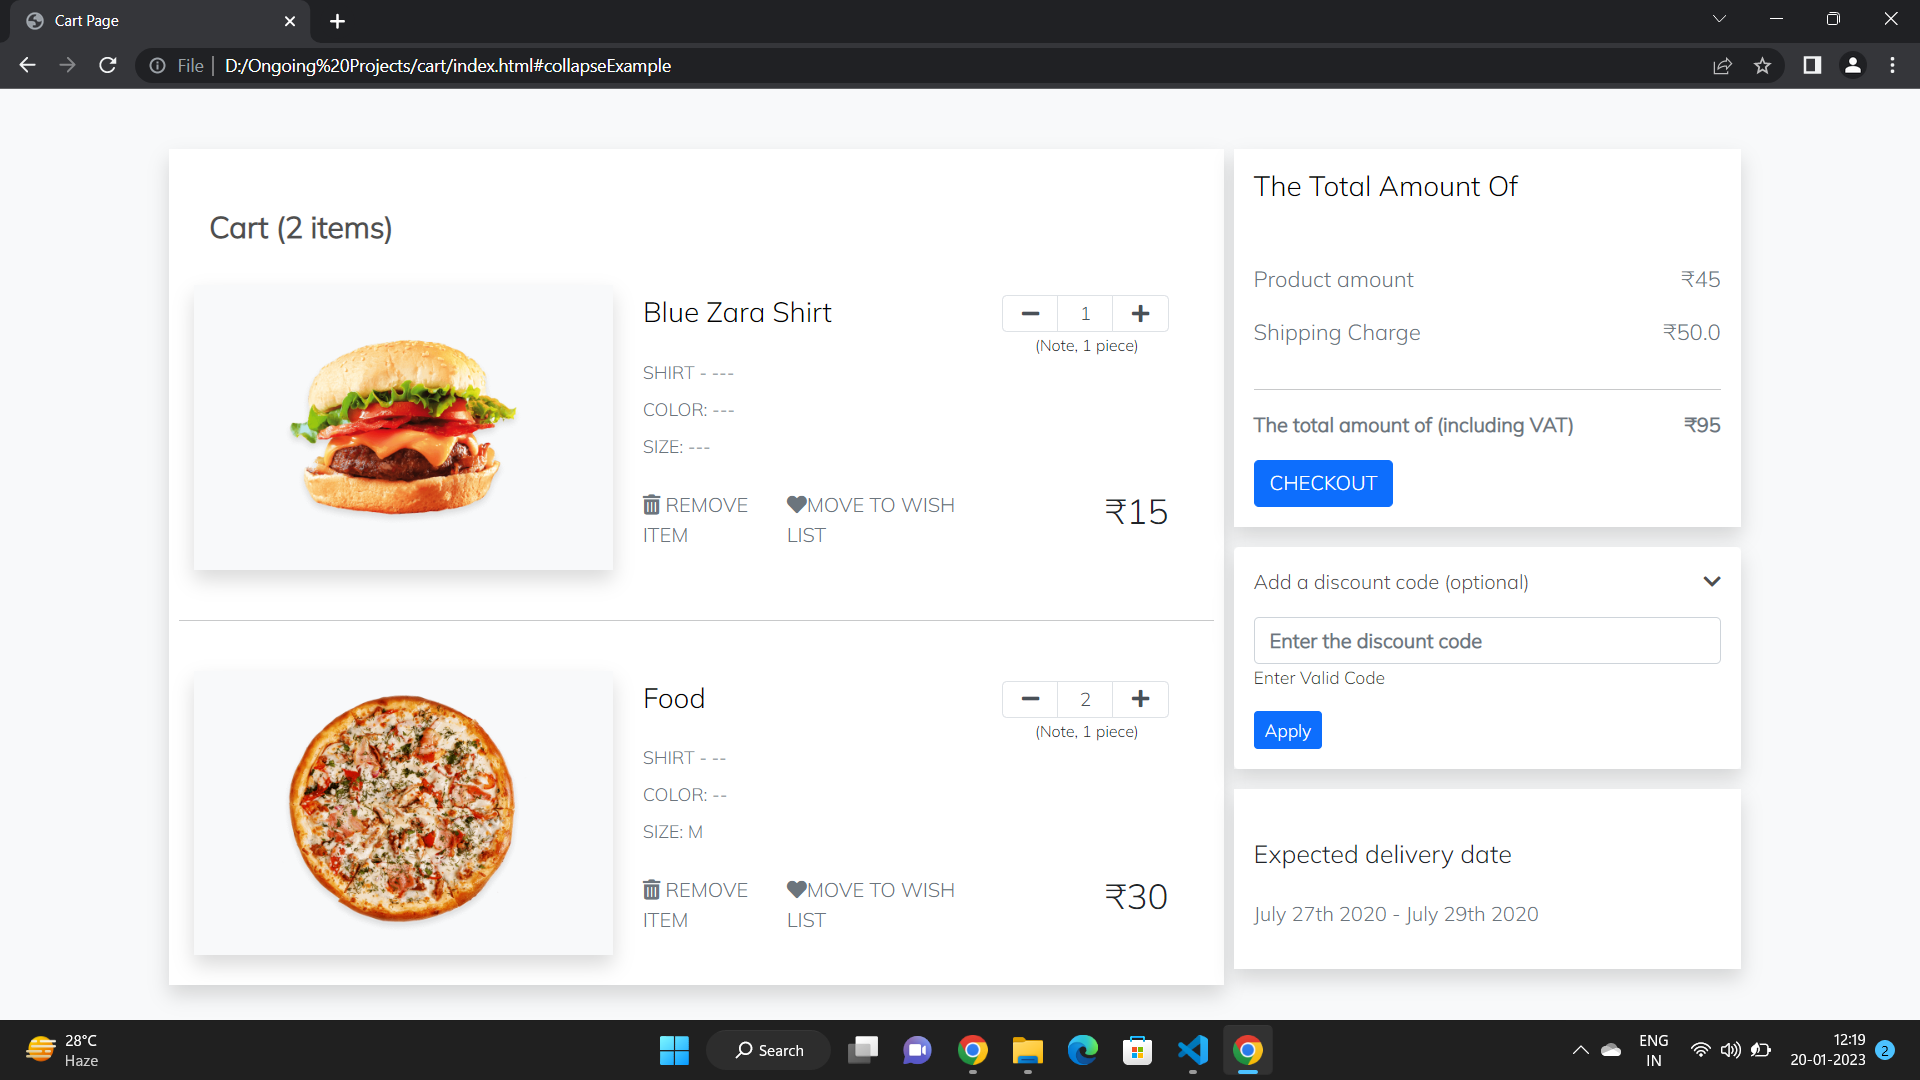 Cart Page
File
D:/Ongoing%20Projects/cart/index.html#collapseExample
Cart (2 items)
Blue Zara Shirt
1
(Note, 1 piece)
SHIRT - ---
COLOR: ---
SIZE: ---
REMOVE ITEM
MOVE TO WISH LIST
₹15
Food
2
(Note, 1 piece)
SHIRT - --
COLOR: --
SIZE: M
REMOVE ITEM
MOVE TO WISH LIST
₹30
The Total Amount Of
Product amount ₹45
Shipping Charge ₹50.0
The total amount of (including VAT) ₹95
CHECKOUT
Add a discount code (optional)
Enter the discount code
Enter Valid Code
Apply
Expected delivery date
July 27th 2020 - July 29th 2020
28°C
Haze
Search
ENG
IN
12:19
20-01-2023
2